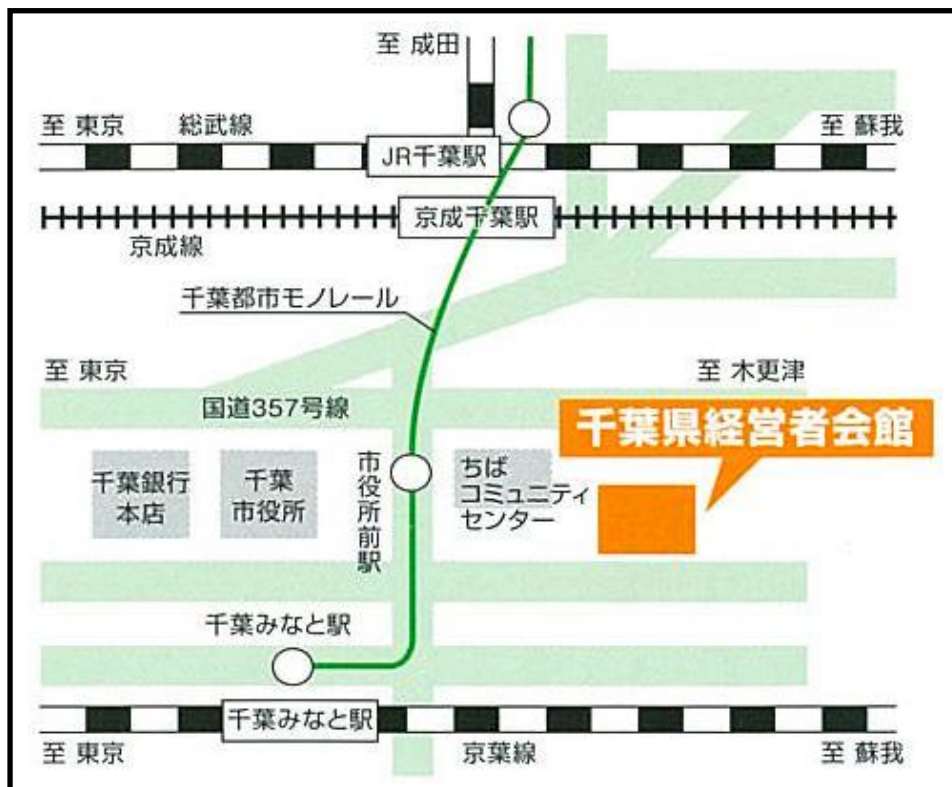 至 成田
至 東京
総武線
至 蘇我
JR千葉駅
京成千葉駅
京成線
千葉都市モノレール
至 東京
至 木更津
国道357号線
千葉県経営者会館
千葉銀行
本店
千葉
市役所
市役所前駅
ちば
コミュニティ
センター
千葉みなと駅
千葉みなと駅
至 東京
京葉線
至 蘇我